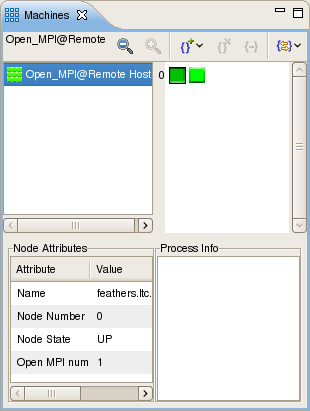 Machines
Open_MPI@Remote
Open_MPI@Remote Host
0
Node Attributes
Process Info
Attribute Value
Name feathers.ltc.
Node Number 0
Node State UP
Open MPI num 1